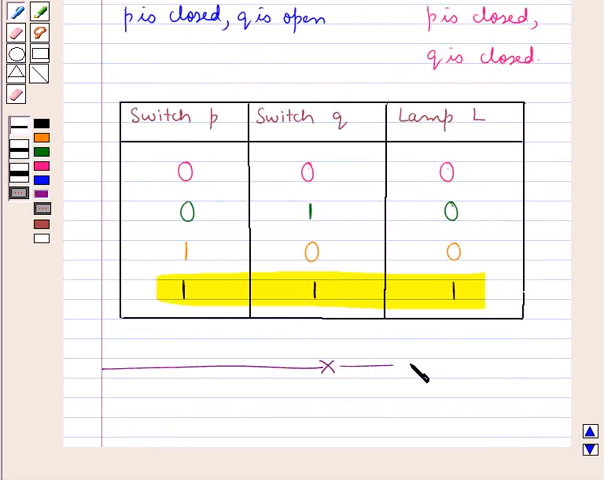 p is closed, q is open
p is closed,
q is closed.
Switch p Switch q Lamp L
0 0 0
0 1 0
1 0 0
1 1 1